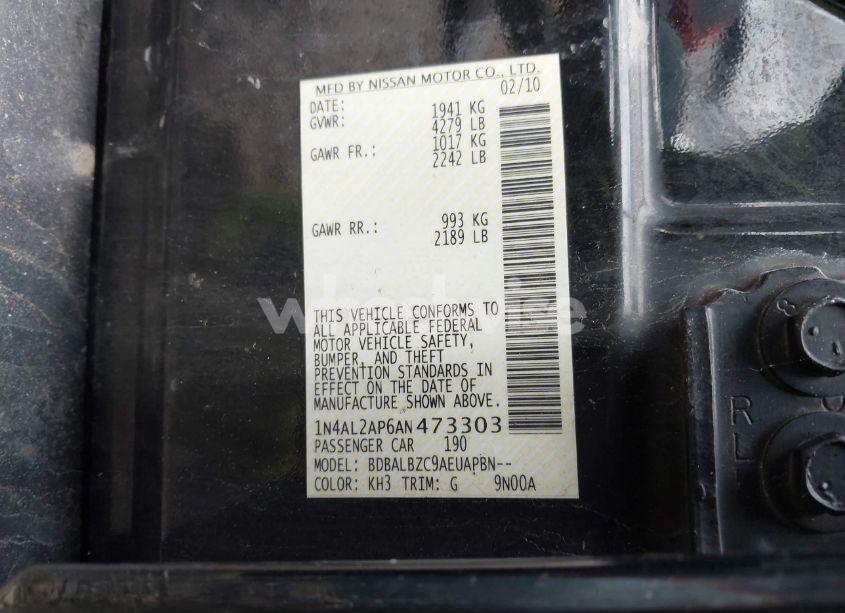 MFD BY NISSAN MOTOR CO., LTD.
DATE: 02/10
GVWR: 1941 KG
4279 LB
GAWR FR.: 1017 KG
2242 LB
GAWR RR.: 993 KG
2189 LB
THIS VEHICLE CONFORMS TO
ALL APPLICABLE FEDERAL
MOTOR VEHICLE SAFETY,
BUMPER, AND THEFT
PREVENTION STANDARDS IN
EFFECT ON THE DATE OF
MANUFACTURE SHOWN ABOVE.
1N4AL2AP6AN473303
PASSENGER CAR 190
MODEL: BDBALBZC9AEUAPBN--
COLOR: KH3 TRIM: G 9N00A
8
R
L